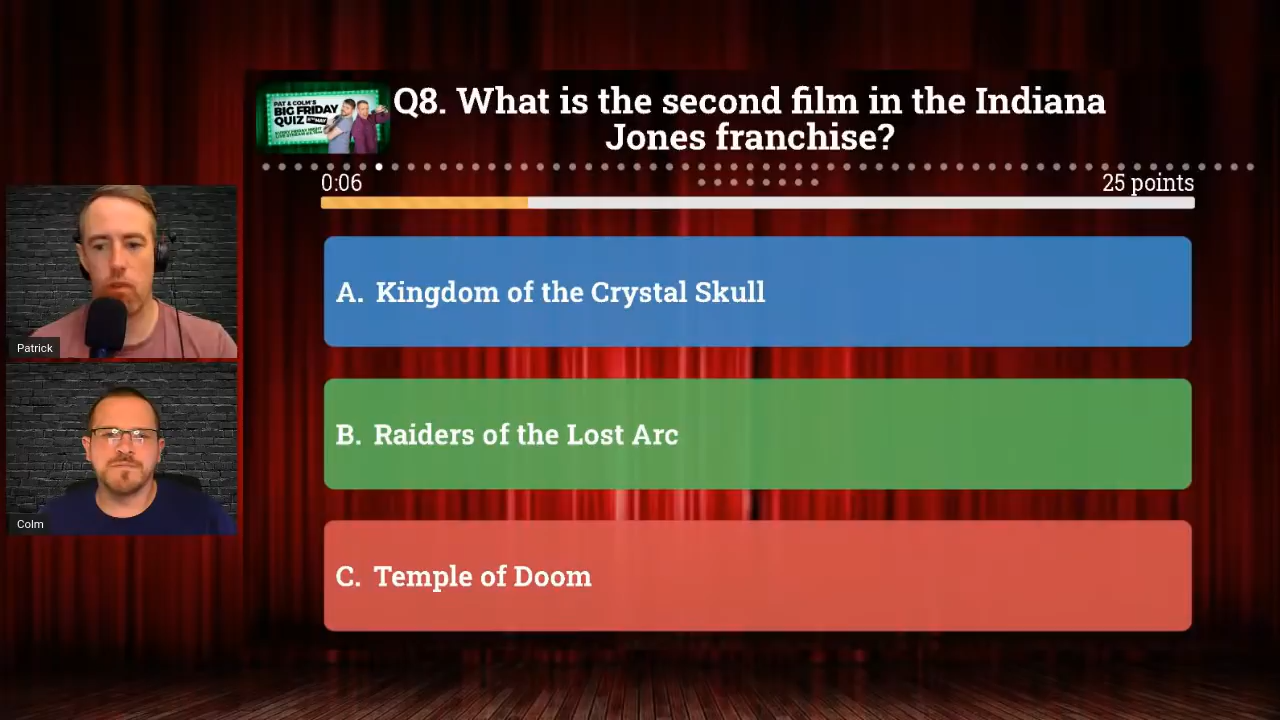 PAT & COLM'S
BIG FRIDAY
QUIZ
Q8. What is the second film in the Indiana
Jones franchise?
0:06
25 points
A. Kingdom of the Crystal Skull
B. Raiders of the Lost Arc
C. Temple of Doom
Patrick
Colm